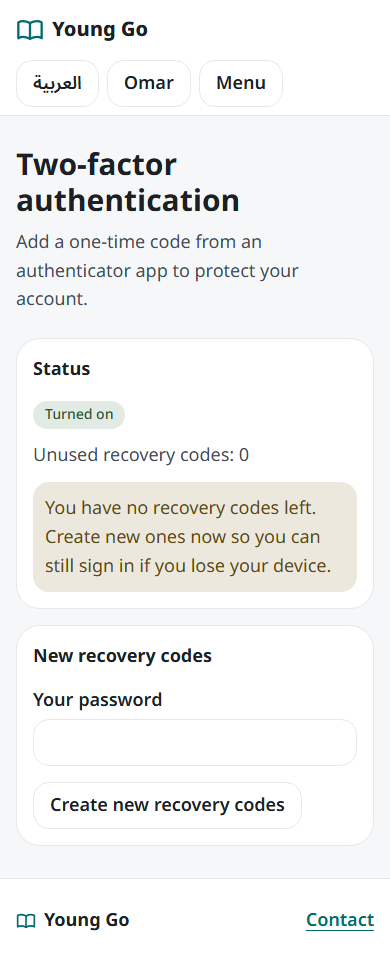 Young Go
العربية
Omar
Menu
Two-factor
authentication
Add a one-time code from an
authenticator app to protect your
account.
Status
Turned on
Unused recovery codes: 0
You have no recovery codes left.
Create new ones now so you can
still sign in if you lose your device.
New recovery codes
Your password
Create new recovery codes
Young Go
Contact